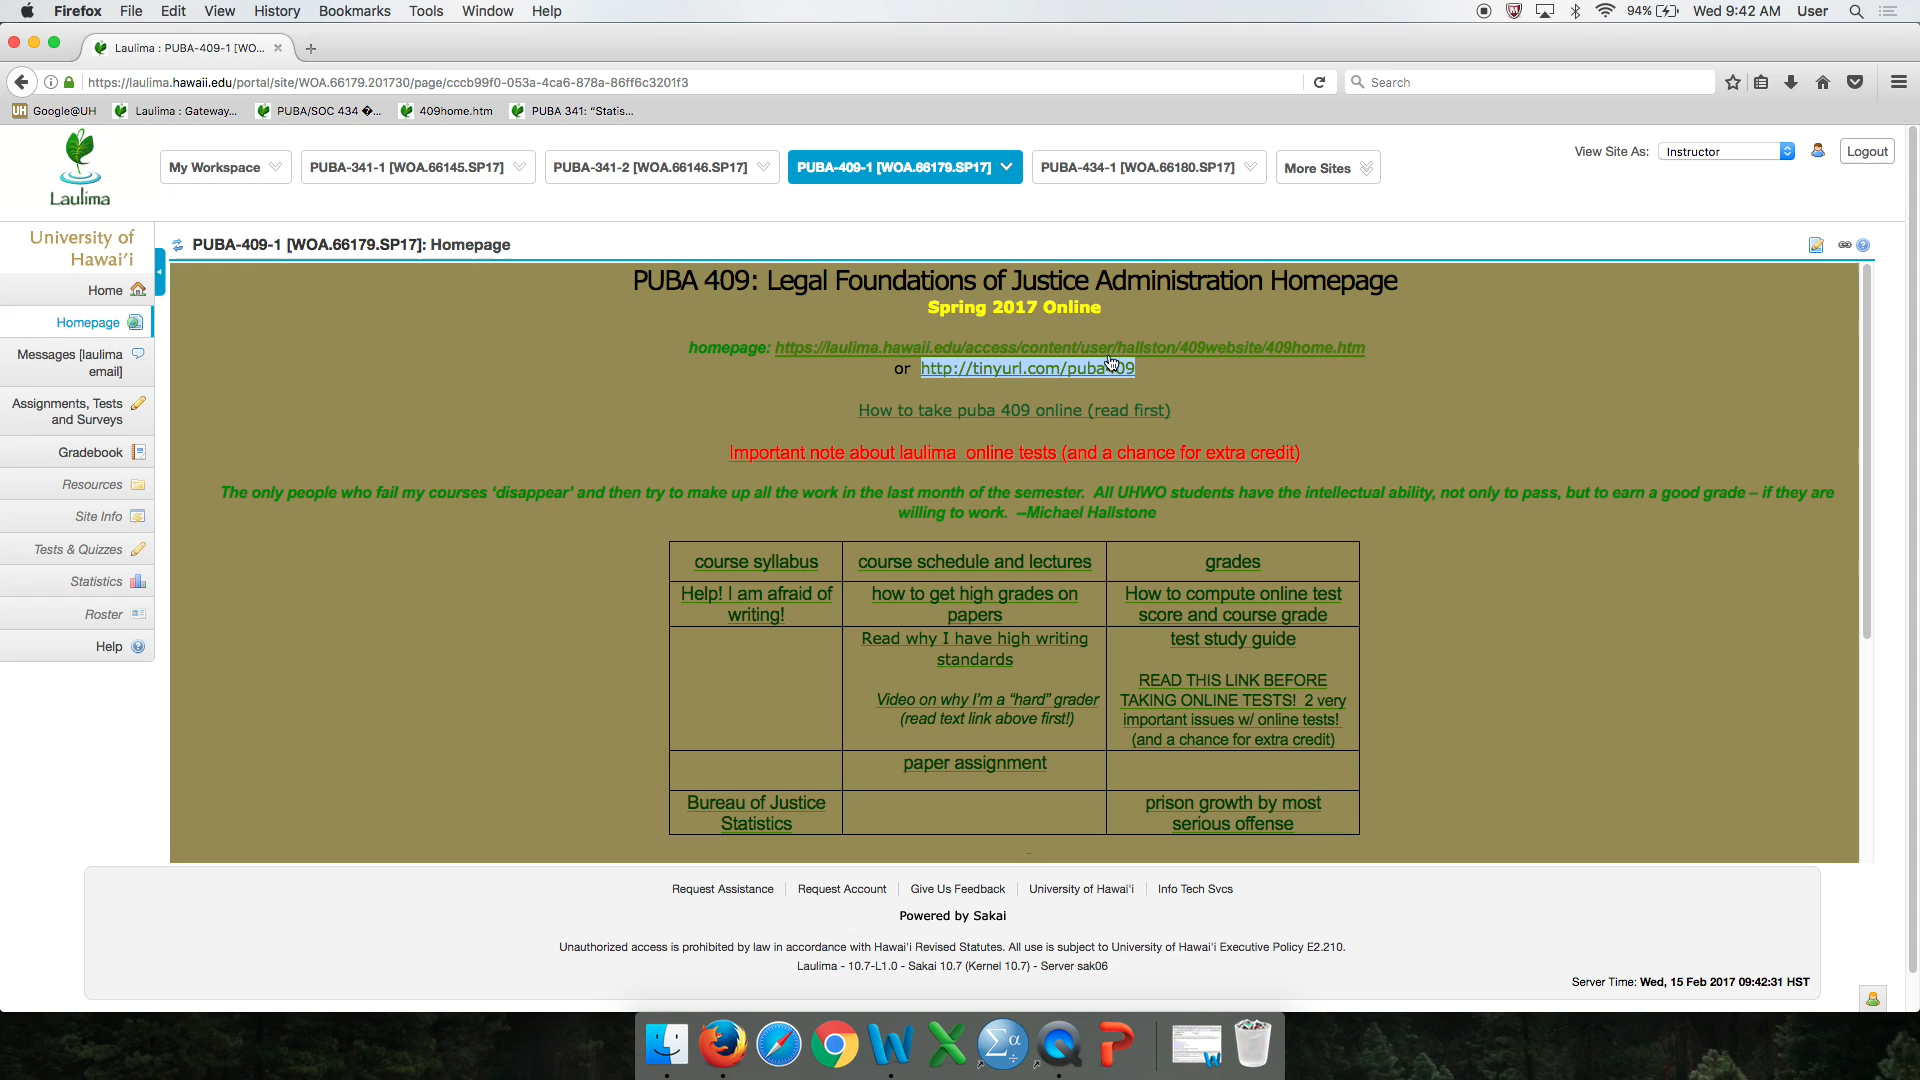 Firefox File Edit View History Bookmarks Tools Window Help 94% Wed 9:42 AM User
Laulima : PUBA-409-1 [WO...
https://laulima.hawaii.edu/portal/site/WOA.66179.201730/page/cccb99f0-053a-4ca6-878a-86ff6c3201f3 Search
Google@UH Laulima : Gateway... PUBA/SOC 434 �... 409home.htm PUBA 341: “Statis...
Laulima
My Workspace PUBA-341-1 [WOA.66145.SP17] PUBA-341-2 [WOA.66146.SP17] PUBA-409-1 [WOA.66179.SP17] PUBA-434-1 [WOA.66180.SP17] More Sites
View Site As: Instructor Logout
University of
Hawai'i
Home
Homepage
Messages [laulima
email]
Assignments, Tests
and Surveys
Gradebook
Resources
Site Info
Tests & Quizzes
Statistics
Roster
Help
PUBA-409-1 [WOA.66179.SP17]: Homepage
PUBA 409: Legal Foundations of Justice Administration Homepage
Spring 2017 Online
homepage: https://laulima.hawaii.edu/access/content/user/hallston/409website/409home.htm
or http://tinyurl.com/puba409
How to take puba 409 online (read first)
Important note about laulima online tests (and a chance for extra credit)
The only people who fail my courses ‘disappear’ and then try to make up all the work in the last month of the semester. All UHWO students have the intellectual ability, not only to pass, but to earn a good grade – if they are
willing to work. --Michael Hallstone
course syllabus course schedule and lectures grades
Help! I am afraid of
writing!
how to get high grades on
papers
How to compute online test
score and course grade
Read why I have high writing
standards
Video on why I’m a “hard” grader
(read text link above first!)
test study guide
READ THIS LINK BEFORE
TAKING ONLINE TESTS! 2 very
important issues w/ online tests!
(and a chance for extra credit)
paper assignment
Bureau of Justice
Statistics
prison growth by most
serious offense
Request Assistance Request Account Give Us Feedback University of Hawai'i Info Tech Svcs
Powered by Sakai
Unauthorized access is prohibited by law in accordance with Hawai'i Revised Statutes. All use is subject to University of Hawai'i Executive Policy E2.210.
Laulima - 10.7-L1.0 - Sakai 10.7 (Kernel 10.7) - Server sak06
Server Time: Wed, 15 Feb 2017 09:42:31 HST